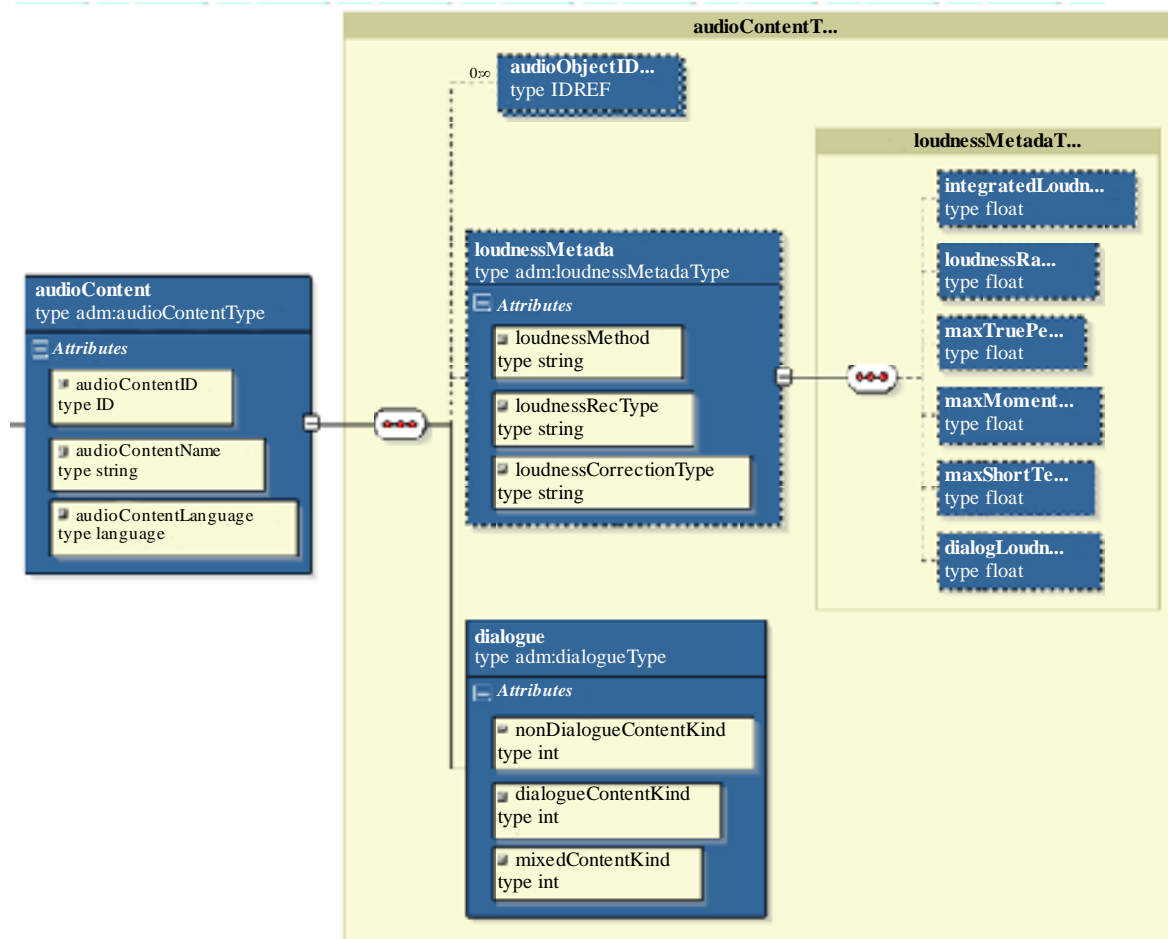 audioContentT...
0:∞
audioObjectID...
type IDREF
loudnessMetadaT...
integratedLoudn...
type float
loudnessRa...
type float
maxTruePe...
type float
maxMoment...
type float
maxShortTe...
type float
dialogLoudn...
type float
loudnessMetada
type adm:loudnessMetadaType
Attributes
loudnessMethod
type string
loudnessRecType
type string
loudnessCorrectionType
type string
audioContent
type adm:audioContentType
Attributes
audioContentID
type ID
audioContentName
type string
audioContentLanguage
type language
dialogue
type adm:dialogueType
Attributes
nonDialogueContentKind
type int
dialogueContentKind
type int
mixedContentKind
type int